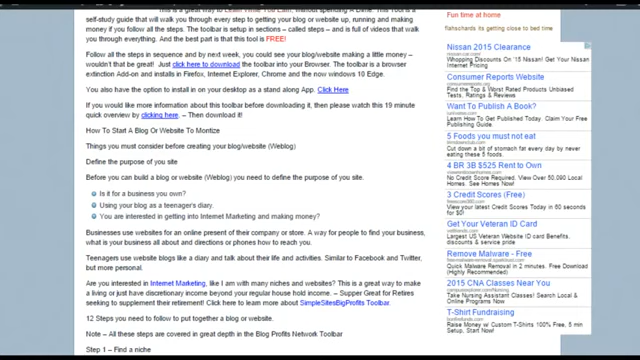 This is a great way to Learn While You Earn, without spending A Dime. This Tool is a
self-study guide that will walk you through every step to getting your blog or website up, running and making
money if you follow all the steps. The toolbar is setup in sections – called steps – and is full of videos that walk
you through everything. And the best part is that this tool is FREE!
Follow all the steps in sequence and by next week, you could see your blog/website making a little money –
wouldn't that be great! Just click here to download the toolbar into your Browser. The toolbar is a browser
extinction Add-on and installs in Firefox, Internet Explorer, Chrome and the now windows 10 Edge.
You also have the option to install in on your desktop as a stand along App. Click Here
If you would like more information about this toolbar before downloading it, then please watch this 19 minute
quick overview by clicking here. – Then download it!
How To Start A Blog Or Website To Montize
Things you must consider before creating your blog/website (Weblog)
Define the purpose of you site
Before you can build a blog or website (Weblog) you need to define the purpose of you site.
Is it for a business you own?
Using your blog as a teenager's diary.
You are interested in getting into Internet Marketing and making money?
Businesses use websites for an online present of their company or store. A way for people to find your business,
what is your business all about and directions or phones how to reach you.
Teenagers use website blogs like a diary and talk about their life and activities. Similar to Facebook and Twitter,
but more personal.
Are you interested in Internet Marketing, like I am with many niches and websites? This is a great way to make
a living or just have discretionary income beyond your regular house hold income. – Supper Great for Retires
seeking to supplement their retirement! Click here to learn more about SimpleSitesBigProfits Toolbar.
12 Steps you need to follow to put together a blog or website.
Note – All these steps are covered in great depth in the Blog Profits Network Toolbar
Step 1 – Find a niche
Fun time at home
flahschards its getting close to bed time
Nissan 2015 Clearance
Whopping Discounts On '15 Nissan! Get Your Nissan
Internet Pricing
Consumer Reports Website
Find the Top & Worst Rated Products Unbiased
Tests, Ratings & Reviews
Want To Publish A Book?
Learn How To Get Published Today. Claim Your Free
Publishing Guide.
5 Foods you must not eat
Cut down a bit of stomach fat every day by never
eating these 5 foods.
4 BR 3B $525 Rent to Own
No Credit Score Required. View Over 50,090 Local
Homes. See Homes Now!
3 Credit Scores (Free)
View your latest Credit Scores Today in 60 seconds
for $0!
Get Your Veteran ID Card
Largest US Veteran Website ID card benefits,
discounts & service pride
Remove Malware - Free
Quick Malware Removal in 2 minutes. Free Download
(Highly Recommended)
2015 CNA Classes Near You
Take Nursing Assistant Classes! Search Local &
Online Programs Now.
T-Shirt Fundraising
Raise Money w/ Custom T-Shirts 100% Free, 5 min
Setup, Start Now!